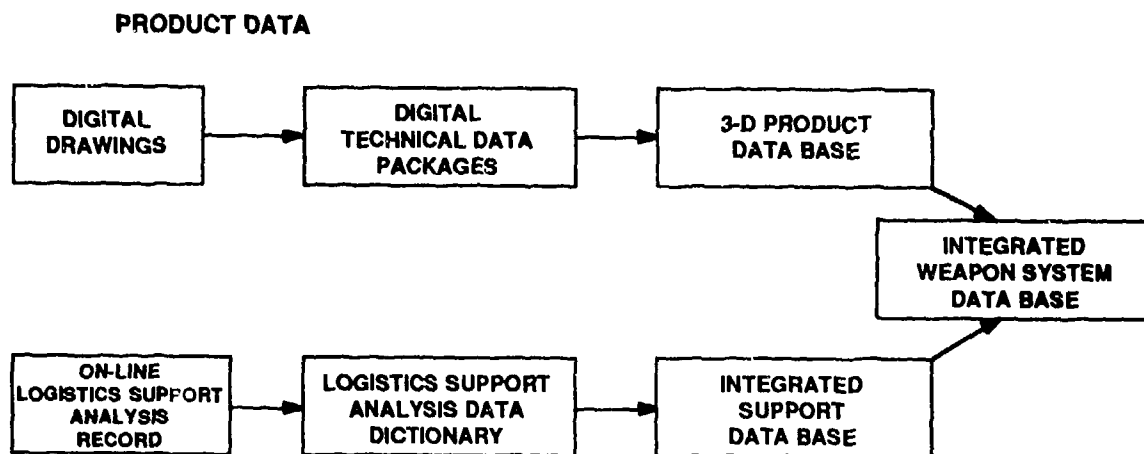 PRODUCT DATA
DIGITAL
DRAWINGS
DIGITAL
TECHNICAL DATA
PACKAGES
3-D PRODUCT
DATA BASE
INTEGRATED
WEAPON SYSTEM
DATA BASE
ON-LINE
LOGISTICS SUPPORT
ANALYSIS
RECORD
LOGISTICS SUPPORT
ANALYSIS DATA
DICTIONARY
INTEGRATED
SUPPORT
DATA BASE